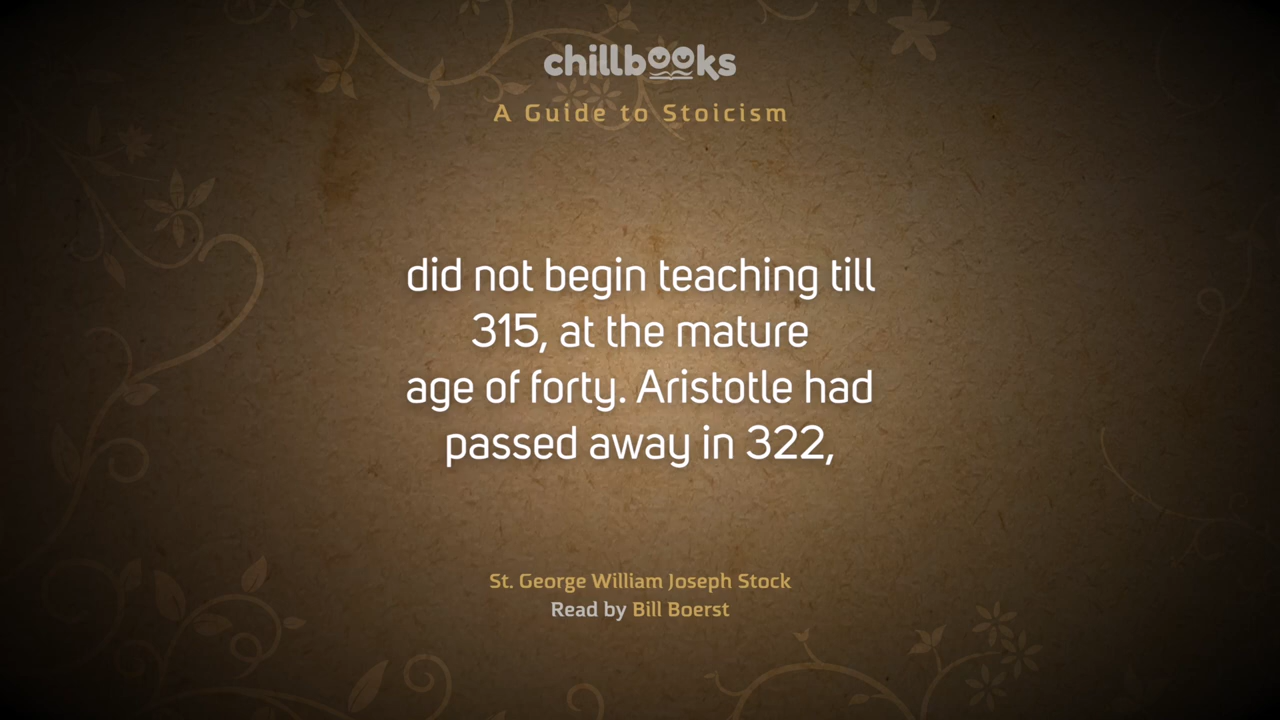 chillbooks
A Guide to Stoicism
did not begin teaching till
315, at the mature
age of forty. Aristotle had
passed away in 322,
St. George William Joseph Stock
Read by Bill Boerst